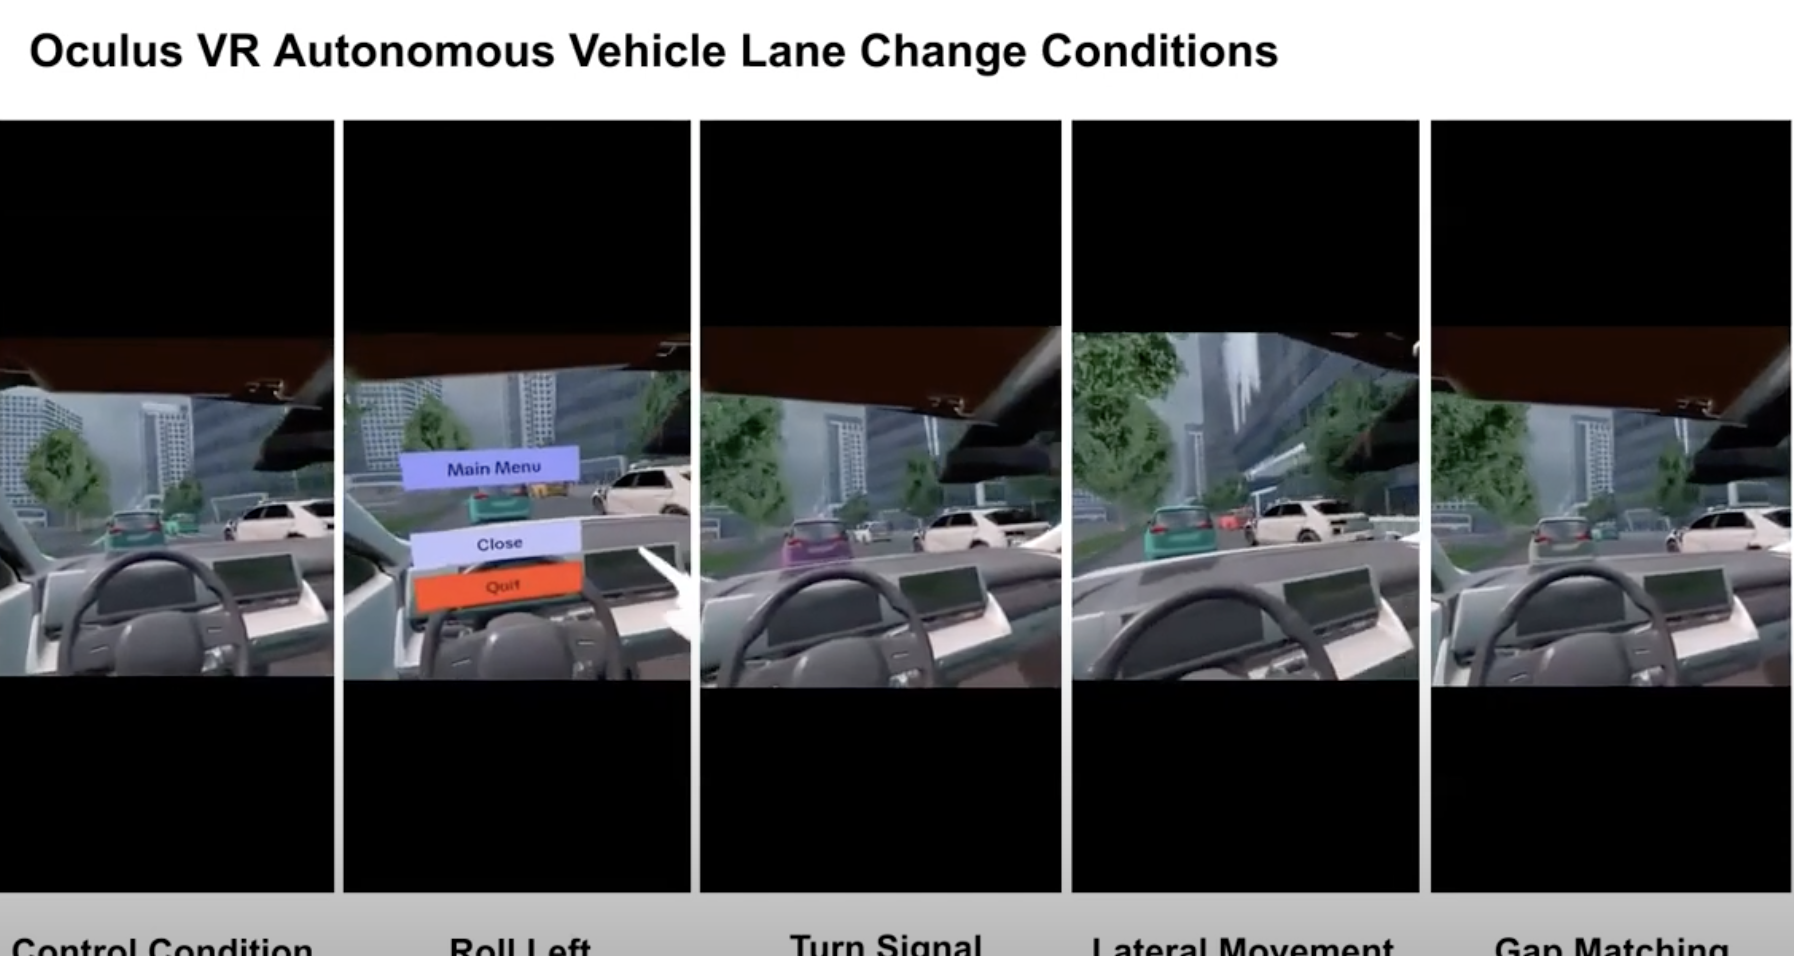 Oculus VR Autonomous Vehicle Lane Change Conditions
Main Menu
Close
Quit
Control Condition
Roll Left
Turn Signal
Lateral Movement
Gap Matching